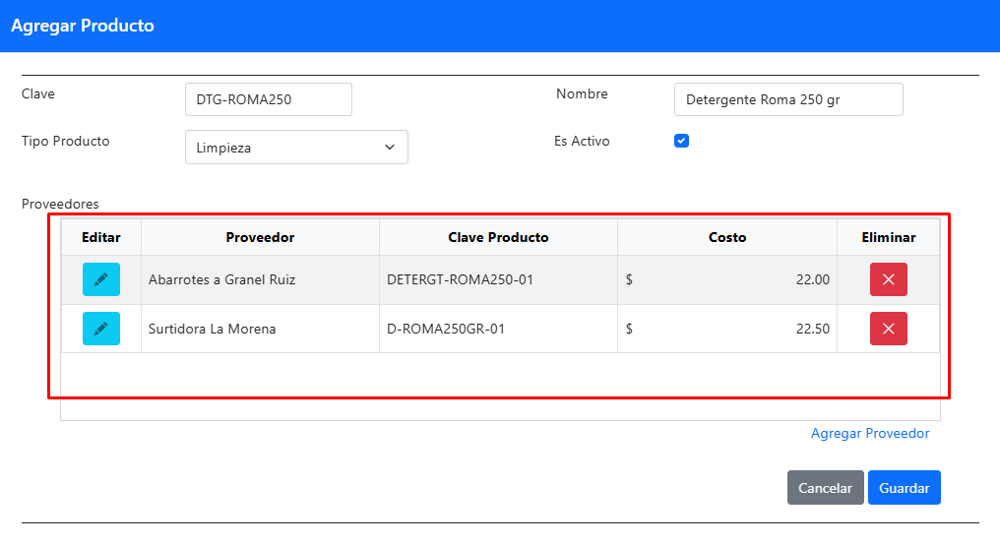 Agregar Producto
Clave DTG-ROMA250 Nombre Detergente Roma 250 gr
Tipo Producto Limpieza Es Activo
Proveedores
Editar Proveedor Clave Producto Costo Eliminar
Abarrotes a Granel Ruiz DETERGT-ROMA250-01 $ 22.00
Surtidora La Morena D-ROMA250GR-01 $ 22.50
Agregar Proveedor
Cancelar Guardar